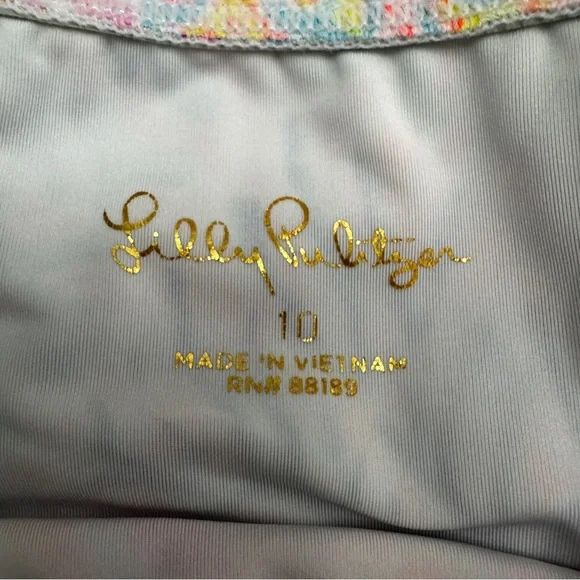 Lilly Pulitzer
10
MADE IN VIETNAM
RN# 88189